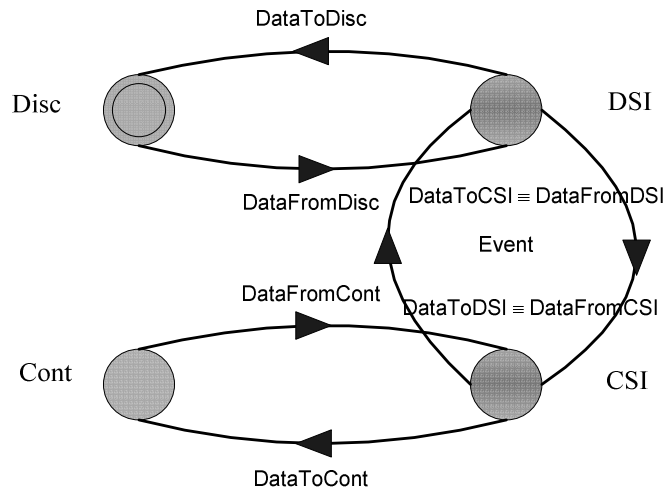 DataToDisc
Disc
DSI
DataFromDisc
DataToCSI ≡ DataFromDSI
Event
DataFromCont
DataToDSI ≡ DataFromCSI
Cont
CSI
DataToCont